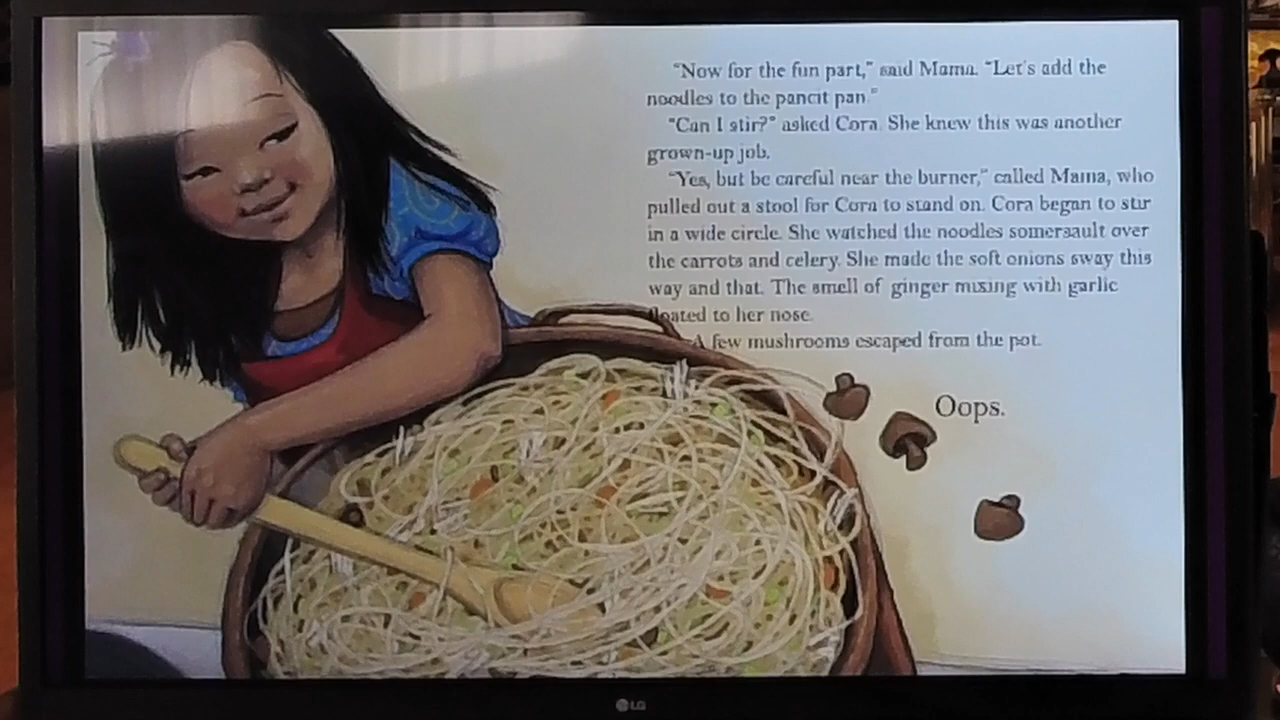 "Now for the fun part," said Mama. "Let's add the
noodles to the pancit pan."
"Can I stir?" asked Cora. She knew this was another
grown-up job.
"Yes, but be careful near the burner," called Mama, who
pulled out a stool for Cora to stand on. Cora began to stir
in a wide circle. She watched the noodles somersault over
the carrots and celery. She made the soft onions sway this
way and that. The smell of ginger mixing with garlic
floated to her nose.
A few mushrooms escaped from the pot.
Oops.
LG